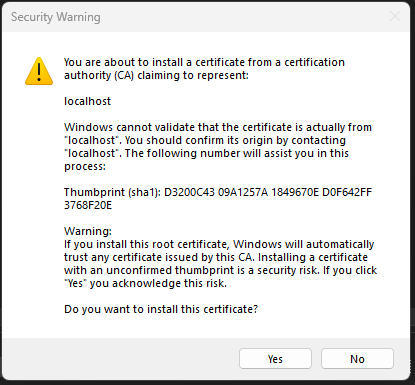 Security Warning
You are about to install a certificate from a certification
authority (CA) claiming to represent:
localhost
Windows cannot validate that the certificate is actually from
"localhost". You should confirm its origin by contacting
"localhost". The following number will assist you in this
process:
Thumbprint (sha1): D3200C43 09A1257A 1849670E D0F642FF
3768F20E
Warning:
If you install this root certificate, Windows will automatically
trust any certificate issued by this CA. Installing a certificate
with an unconfirmed thumbprint is a security risk. If you click
"Yes" you acknowledge this risk.
Do you want to install this certificate?
Yes
No